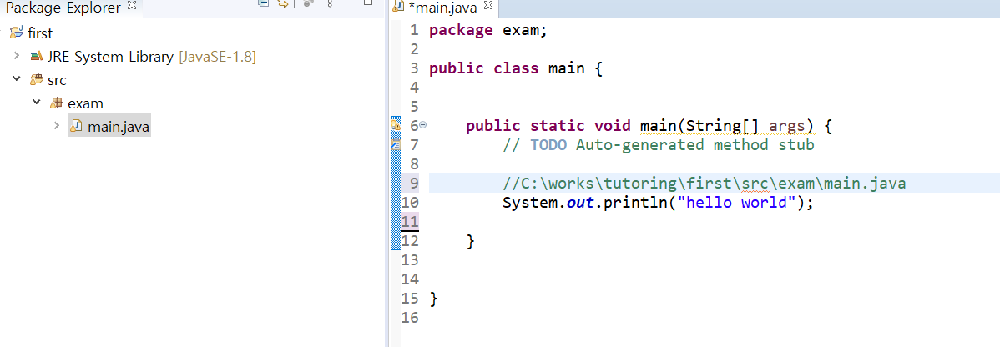 Package Explorer
first
JRE System Library [JavaSE-1.8]
src
exam
main.java
*main.java
1 package exam;
2
3 public class main {
4
5
6 public static void main(String[] args) {
7 // TODO Auto-generated method stub
8
9 //C:\works\tutoring\first\src\exam\main.java
10 System.out.println("hello world");
11
12 }
13
14
15 }
16